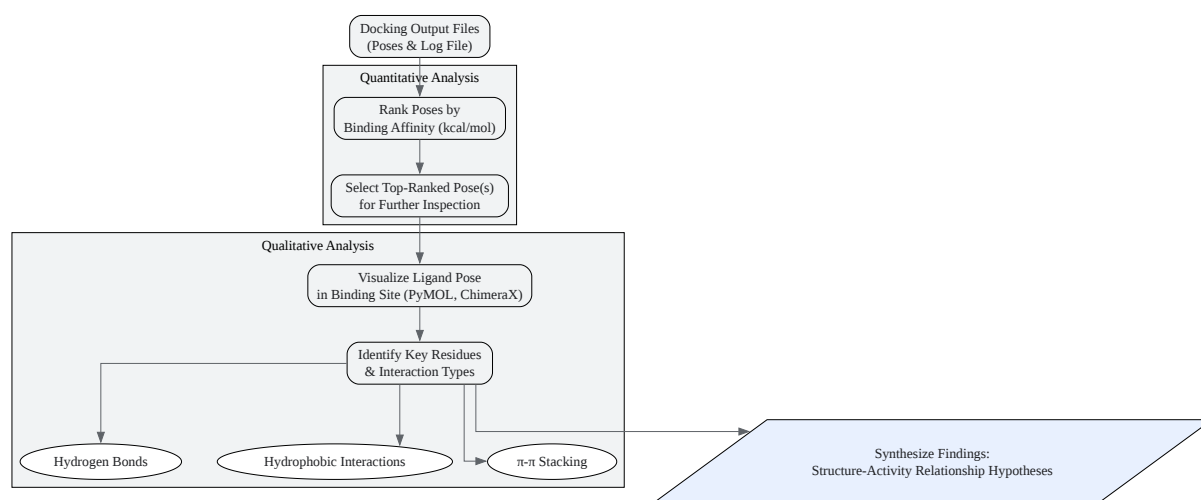 Docking Output Files
(Poses & Log File)
Quantitative Analysis
Rank Poses by
Binding Affinity (kcal/mol)
Select Top-Ranked Pose(s)
for Further Inspection
Qualitative Analysis
Visualize Ligand Pose
in Binding Site (PyMOL, ChimeraX)
Identify Key Residues
& Interaction Types
Hydrogen Bonds
Hydrophobic Interactions
π-π Stacking
Synthesize Findings:
Structure-Activity Relationship Hypotheses